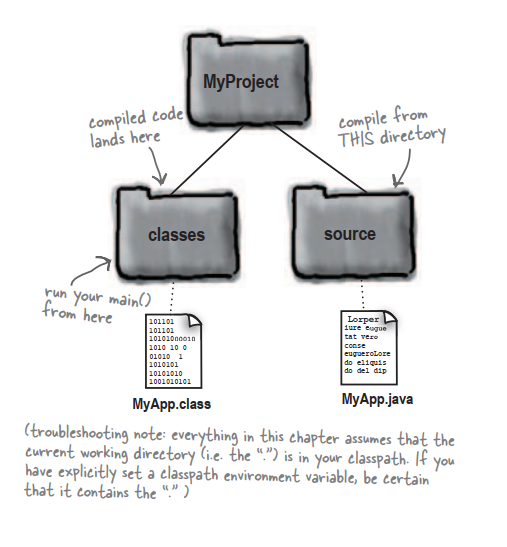 MyProject
compiled code
lands here
compile from
THIS directory
classes
source
run your main()
from here
101101
101101
10101000010
1010 10 0
01010 1
1010101
10101010
1001010101
Lorper
iure eugue
tat vero
conse
eugueroLore
do eliquis
do del dip
MyApp.class
MyApp.java
(troubleshooting note: everything in this chapter assumes that the
current working directory (i.e. the “.”) is in your classpath. If you
have explicitly set a classpath environment variable, be certain
that it contains the “.” )